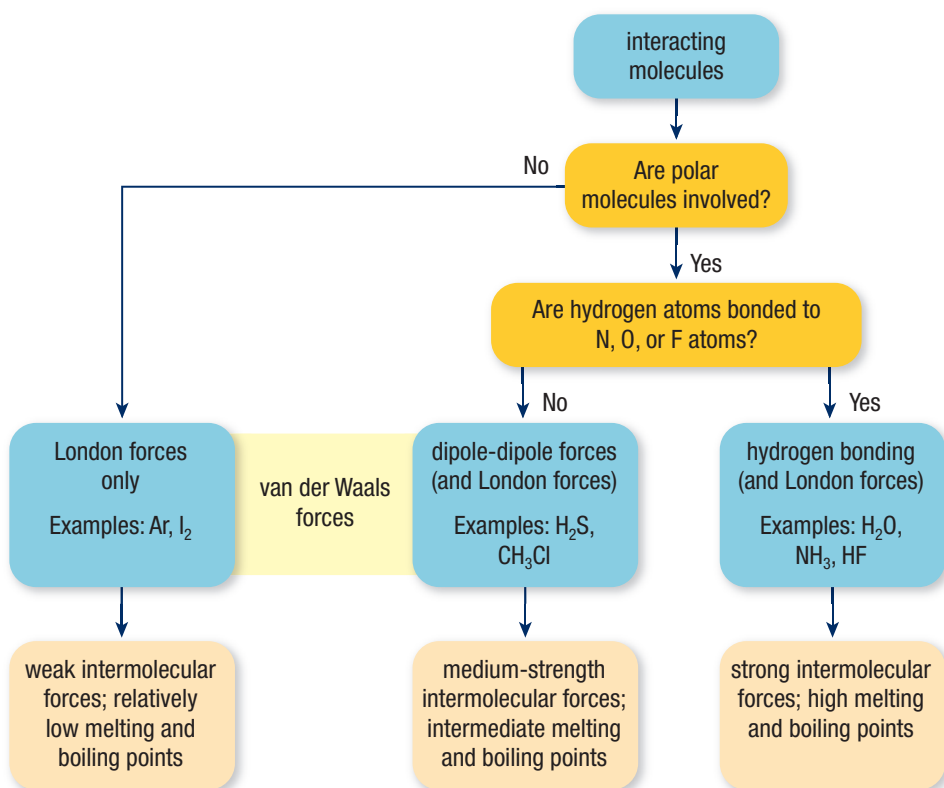 interacting
molecules
No
Are polar
molecules involved?
Yes
Are hydrogen atoms bonded to
N, O, or F atoms?
No
Yes
London forces
only
Examples: Ar, I₂
van der Waals
forces
dipole-dipole forces
(and London forces)
Examples: H₂S,
CH₃Cl
hydrogen bonding
(and London forces)
Examples: H₂O,
NH₃, HF
weak intermolecular
forces; relatively
low melting and
boiling points
medium-strength
intermolecular forces;
intermediate melting
and boiling points
strong intermolecular
forces; high melting
and boiling points